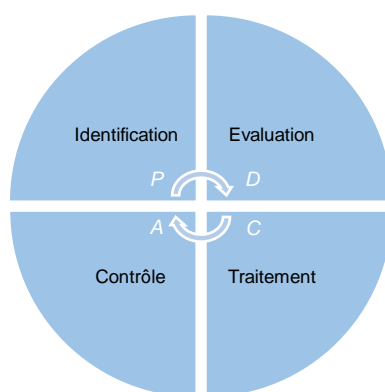 Identification Evaluation
P D
A C
Contrôle Traitement